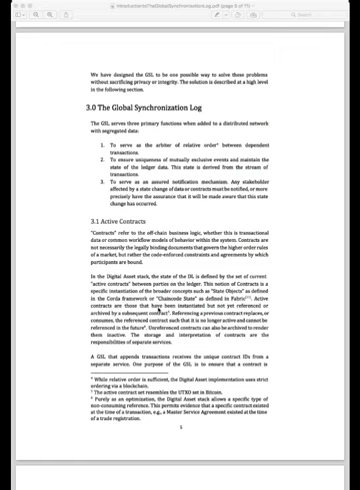 IntroductiontoTheGlobalSynchronizationLog.pdf (page 6 of 11)
Search
We have designed the GSL to be one possible way to solve these problems
without sacrificing privacy or integrity. The solution is described at a high level
in the following section.
3.0 The Global Synchronization Log
The GSL serves three primary functions when added to a distributed network
with segregated data:
1. To serve as the arbiter of relative order⁴ between dependent
transactions.
2. To ensure uniqueness of mutually exclusive events and maintain the
state of the ledger data. This state is derived from the stream of
transactions.
3. To serve as an assured notification mechanism. Any stakeholder
affected by a state change of data or contracts must be notified, or more
precisely have the assurance that it will be made aware that this state
change has occurred.
3.1 Active Contracts
"Contracts" refer to the off-chain business logic, whether this is transactional
data or common workflow models of behavior within the system. Contracts are
not necessarily the legally binding documents that govern the higher order rules
of a market, but rather the code-enforced constraints and agreements by which
participants are bound.
In the Digital Asset stack, the state of the DL is defined by the set of current
"active contracts" between parties on the ledger. This notion of Contracts is a
specific instantiation of the broader concepts such as "State Objects" as defined
in the Corda framework or "Chaincode State" as defined in Fabric. Active
contracts are those that have been instantiated but not yet referenced or
archived by a subsequent contract⁵. Referencing a previous contract replaces, or
consumes, the referenced contract such that it is no longer active and cannot be
referenced in the future⁶. Unreferenced contracts can also be archived to render
them inactive. The storage and interpretation of contracts are the
responsibilities of separate services.
A GSL that appends transactions receives the unique contract IDs from a
separate service. One purpose of the GSL is to ensure that a contract is
⁴ While relative order is sufficient, the Digital Asset implementation uses strict
ordering via a blockchain.
⁵ The active contract set resembles the UTXO set in Bitcoin.
⁶ Purely as an optimization, the Digital Asset stack allows a specific type of
non-consuming reference. This permits evidence that a specific contract existed
at the time of a transaction, e.g., a Master Service Agreement existed at the time
of a trade registration.
5